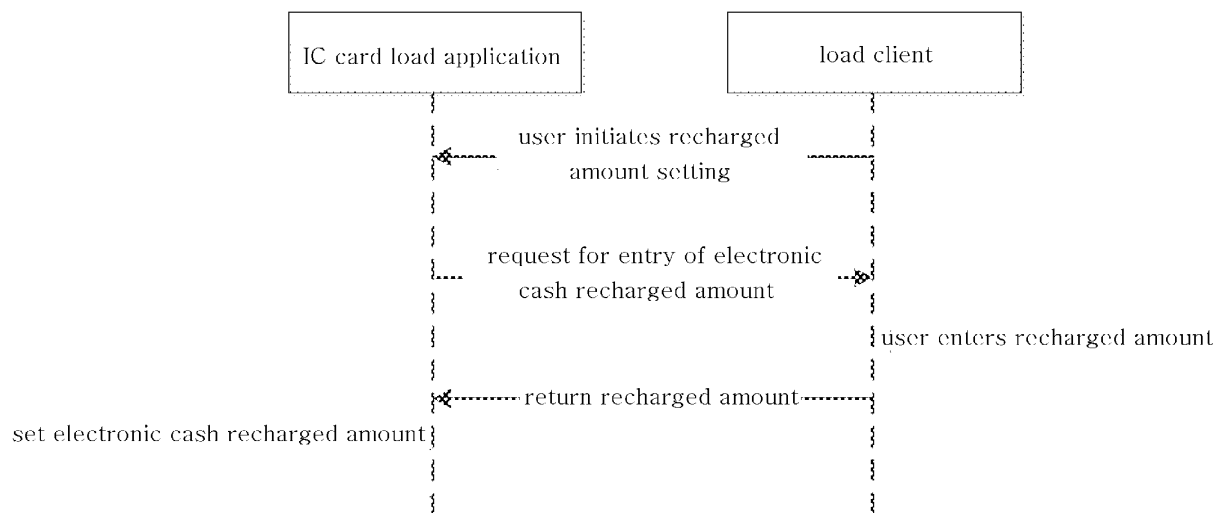 IC card load application
load client
user initiates recharged
amount setting
request for entry of electronic
cash recharged amount
user enters recharged amount
return recharged amount
set electronic cash recharged amount